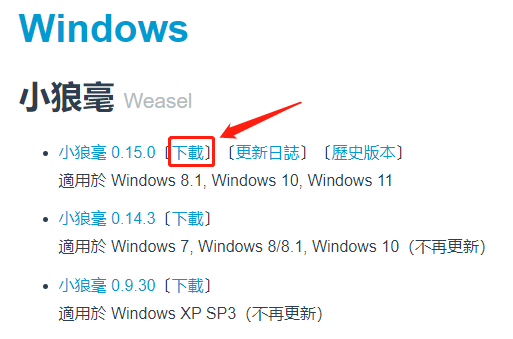 Windows
小狼毫 Weasel
小狼毫 0.15.0〔下載〕〔更新日誌〕〔歷史版本〕
適用於 Windows 8.1, Windows 10, Windows 11
小狼毫 0.14.3〔下載〕
適用於 Windows 7, Windows 8/8.1, Windows 10（不再更新）
小狼毫 0.9.30〔下載〕
適用于 Windows XP SP3（不再更新）